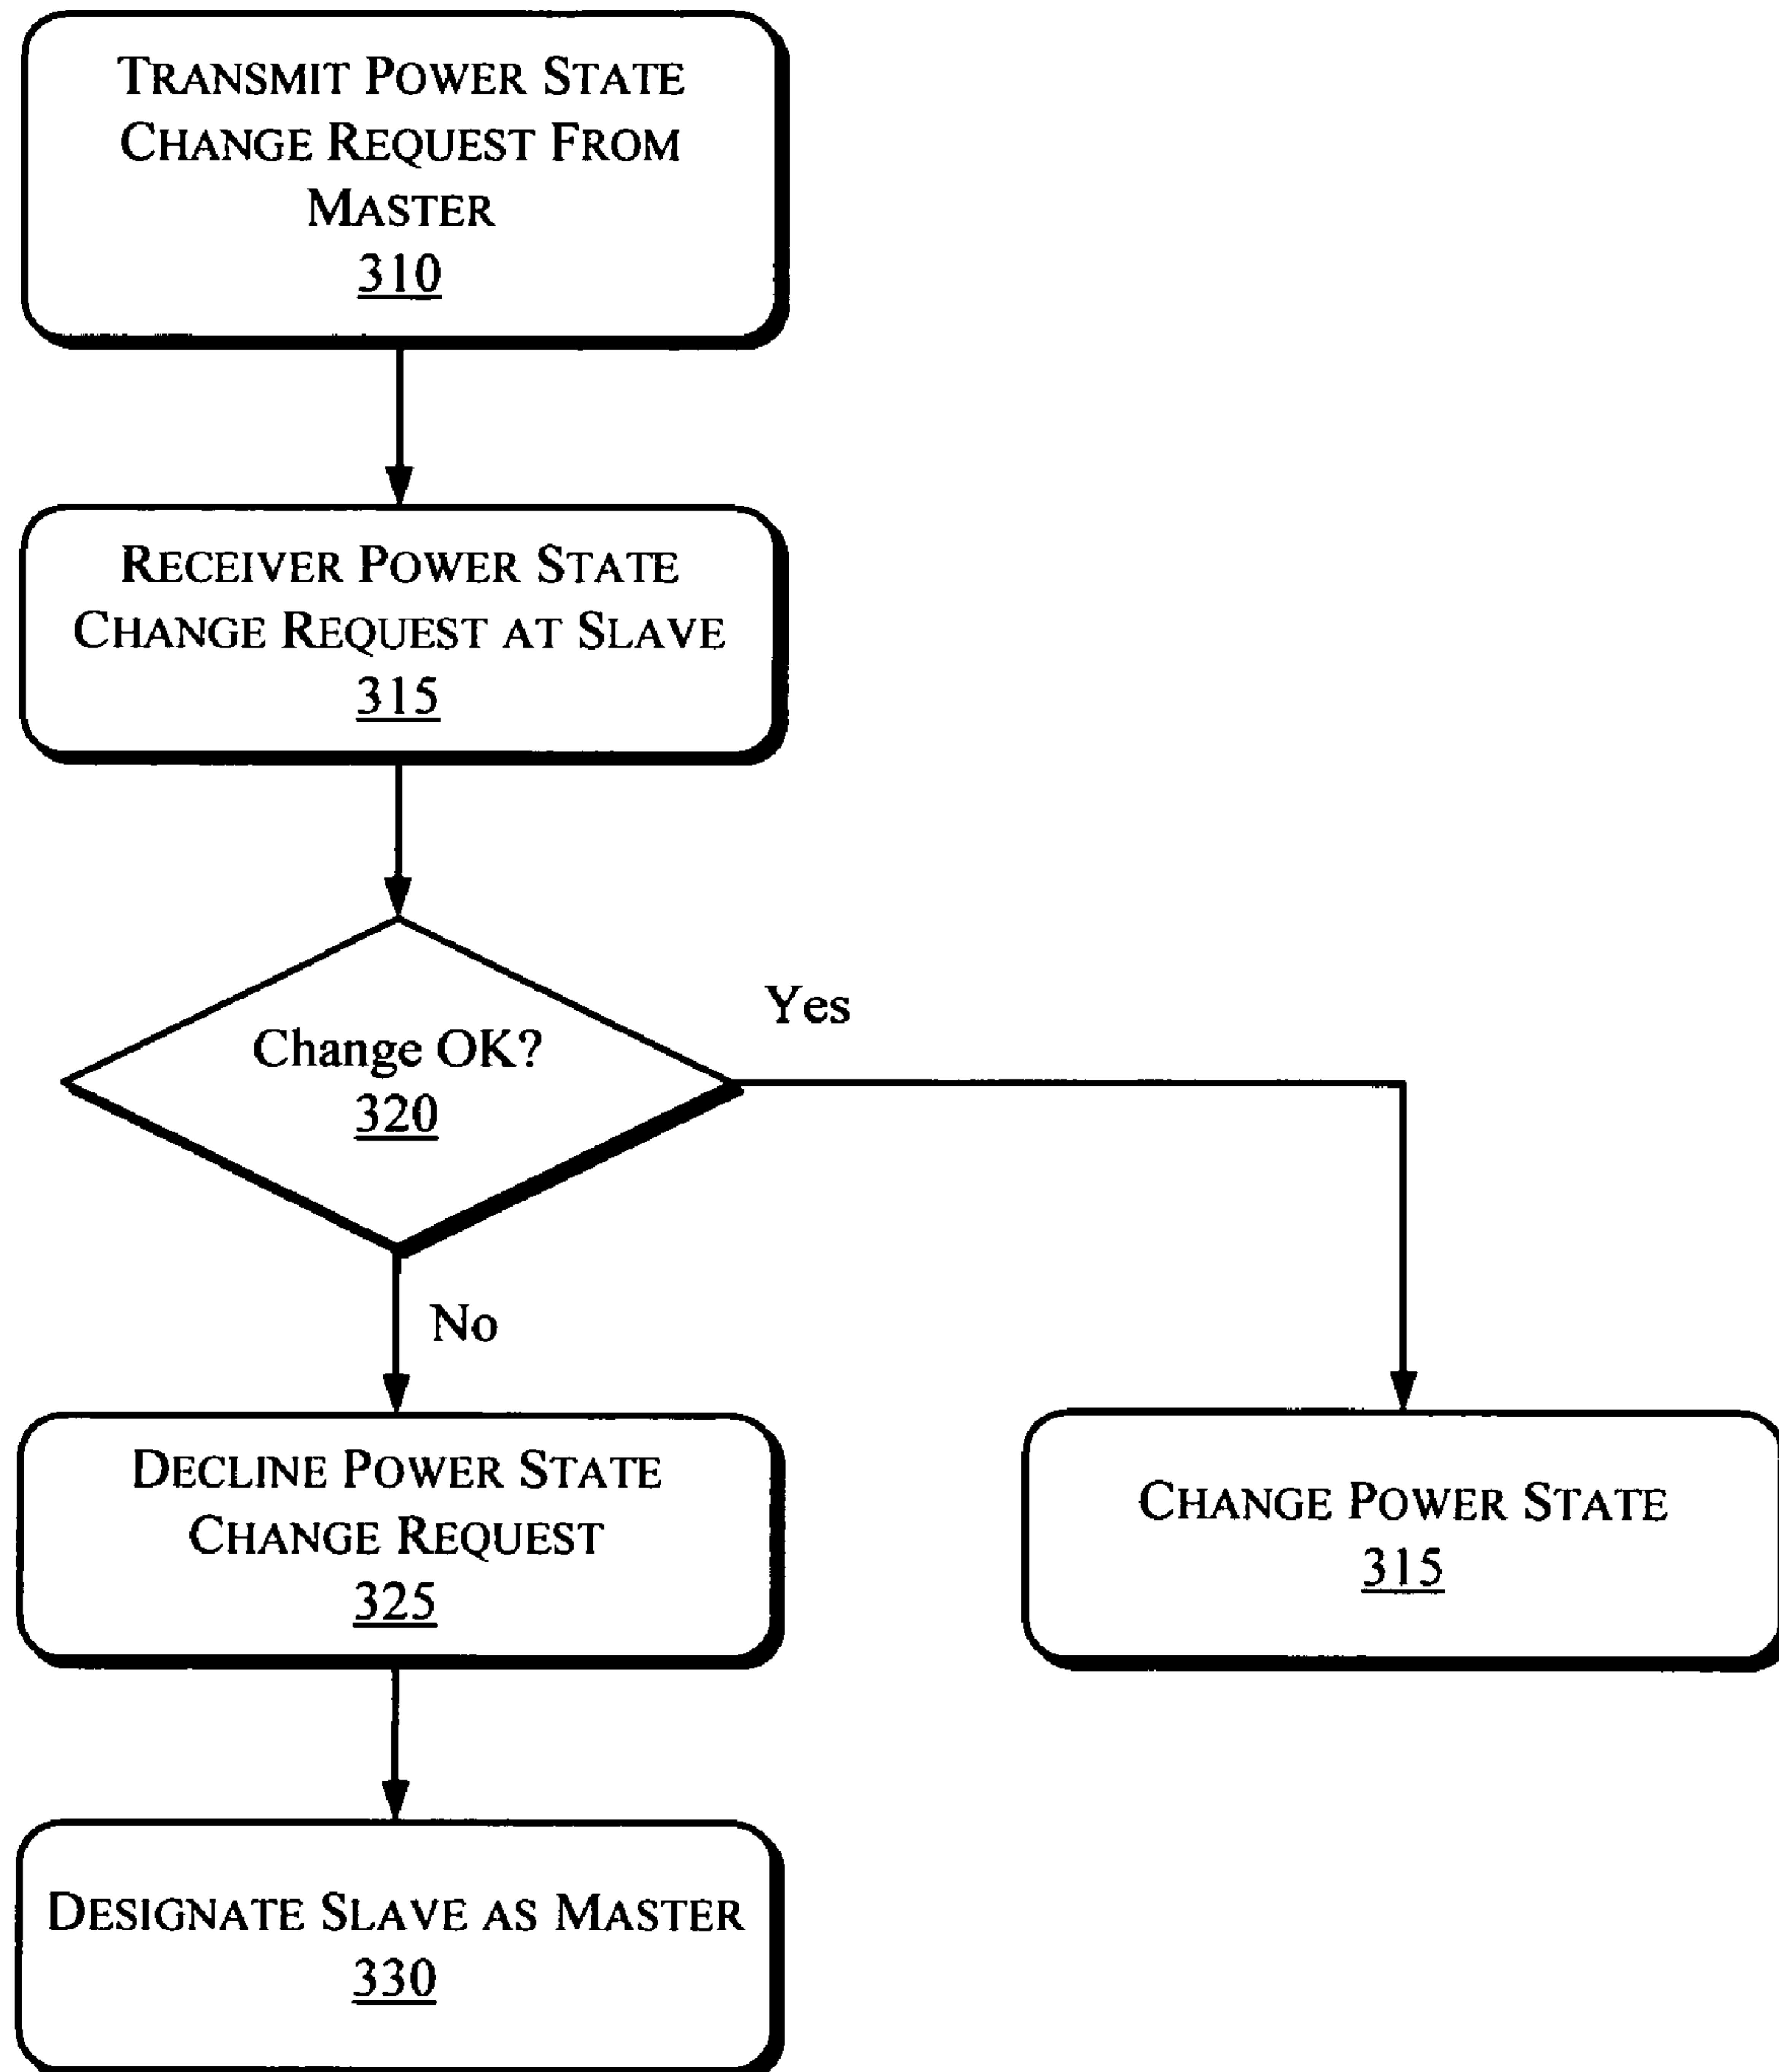 TRANSMIT POWER STATE
CHANGE REQUEST FROM
MASTER
310
RECEIVER POWER STATE
CHANGE REQUEST AT SLAVE
315
Change OK?
320
Yes
No
DECLINE POWER STATE
CHANGE REQUEST
325
CHANGE POWER STATE
315
DESIGNATE SLAVE AS MASTER
330